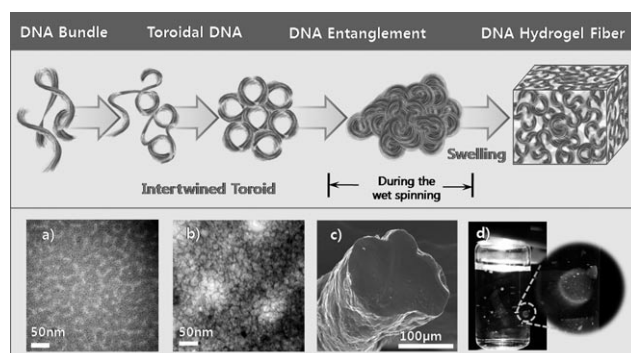 DNA Bundle
Toroidal DNA
DNA Entanglement
DNA Hydrogel Fiber
Intertwined Toroid
During the
wet spinning
Swelling
a)
b)
c)
d)
50nm
50nm
100μm